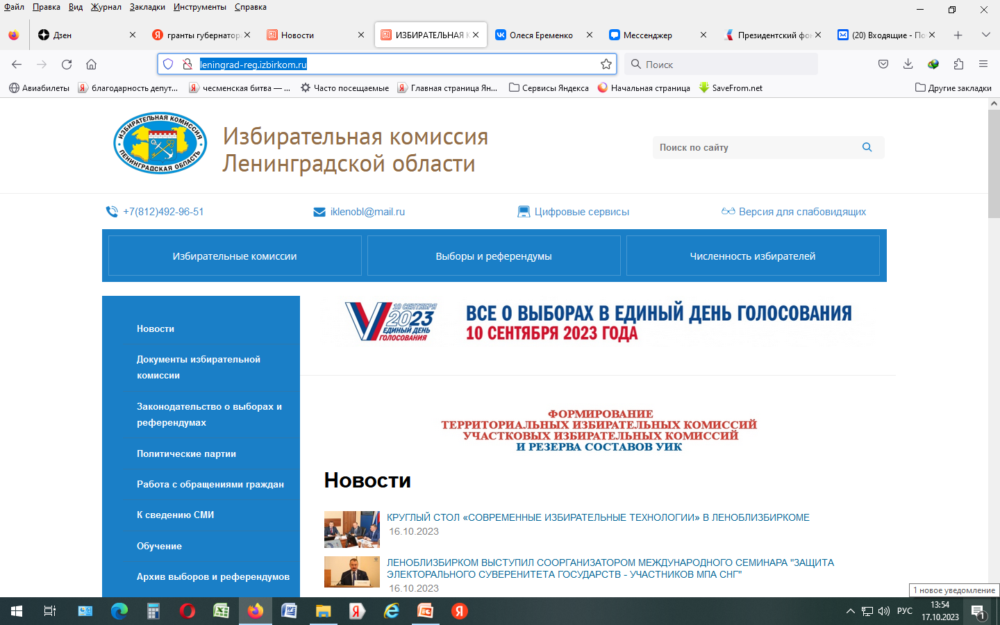 Файл Правка Вид Журнал Закладки Инструменты Справка
Дзен
гранты губернатор
Новости
ИЗБИРАТЕЛЬНАЯ К
Олеся Еременко
Мессенджер
Президентский фон
(20) Входящие - По
leningrad-reg.izbirkom.ru
Поиск
Авиабилеты
благодарность депут...
чесменская битва — ...
Часто посещаемые
Главная страница Ян...
Сервисы Яндекса
Начальная страница
SaveFrom.net
Другие закладки
ИЗБИРАТЕЛЬНАЯ КОМИССИЯ
ЛЕНИНГРАДСКАЯ ОБЛАСТЬ
Избирательная комиссия
Ленинградской области
Поиск по сайту
+7(812)492-96-51
iklenobl@mail.ru
Цифровые сервисы
Версия для слабовидящих
Избирательные комиссии
Выборы и референдумы
Численность избирателей
Новости
Документы избирательной
комиссии
Законодательство о выборах и
референдумах
Политические партии
Работа с обращениями граждан
К сведению СМИ
Обучение
Архив выборов и референдумов
10 СЕНТЯБРЯ
2023
ЕДИНЫЙ ДЕНЬ
ГОЛОСОВАНИЯ
ВСЕ О ВЫБОРАХ В ЕДИНЫЙ ДЕНЬ ГОЛОСОВАНИЯ
10 СЕНТЯБРЯ 2023 ГОДА
ФОРМИРОВАНИЕ
ТЕРРИТОРИАЛЬНЫХ ИЗБИРАТЕЛЬНЫХ КОМИССИЙ
УЧАСТКОВЫХ ИЗБИРАТЕЛЬНЫХ КОМИССИЙ
И РЕЗЕРВА СОСТАВОВ УИК
Новости
КРУГЛЫЙ СТОЛ «СОВРЕМЕННЫЕ ИЗБИРАТЕЛЬНЫЕ ТЕХНОЛОГИИ» В ЛЕНОБЛИЗБИРКОМЕ
16.10.2023
ЛЕНОБЛИЗБИРКОМ ВЫСТУПИЛ СООРГАНИЗАТОРОМ МЕЖДУНАРОДНОГО СЕМИНАРА "ЗАЩИТА
ЭЛЕКТОРАЛЬНОГО СУВЕРЕНИТЕТА ГОСУДАРСТВ - УЧАСТНИКОВ МПА СНГ"
16.10.2023
1 новое уведомление
РУС
13:54
17.10.2023
1